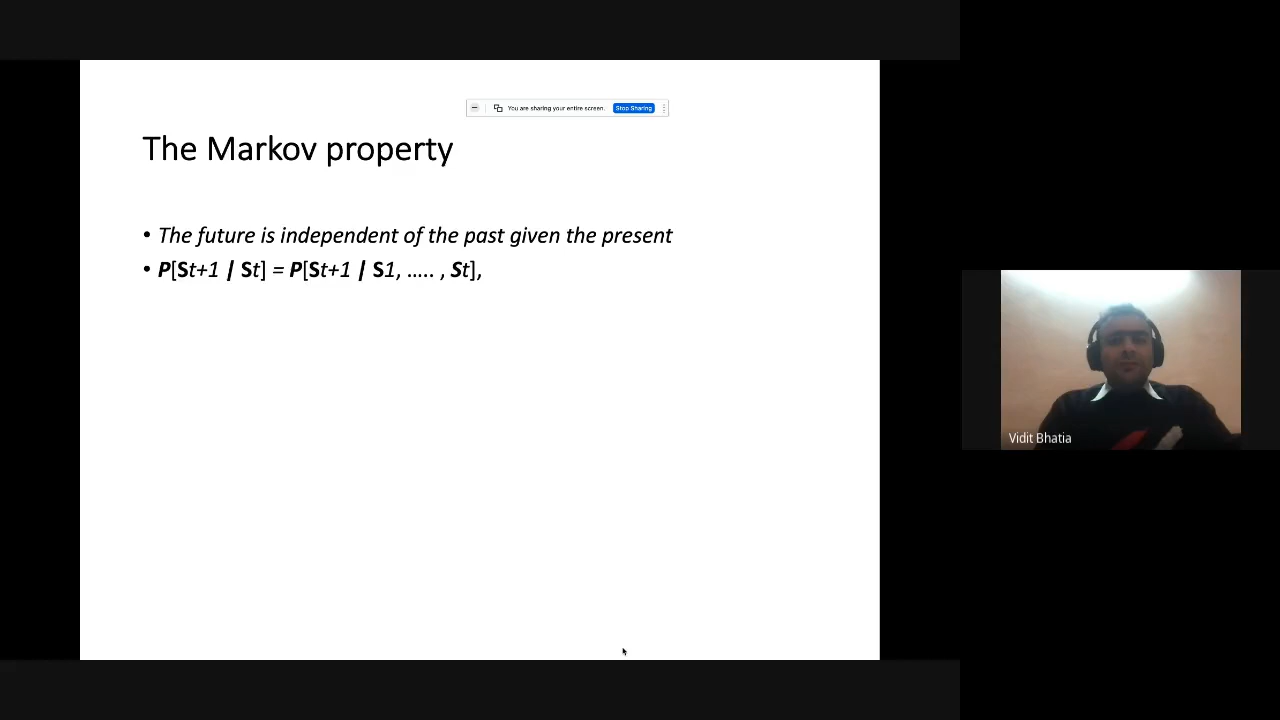 You are sharing your entire screen. Stop Sharing
The Markov property
• The future is independent of the past given the present
• P[St+1 | St] = P[St+1 | S1, ..... , St],
Vidit Bhatia